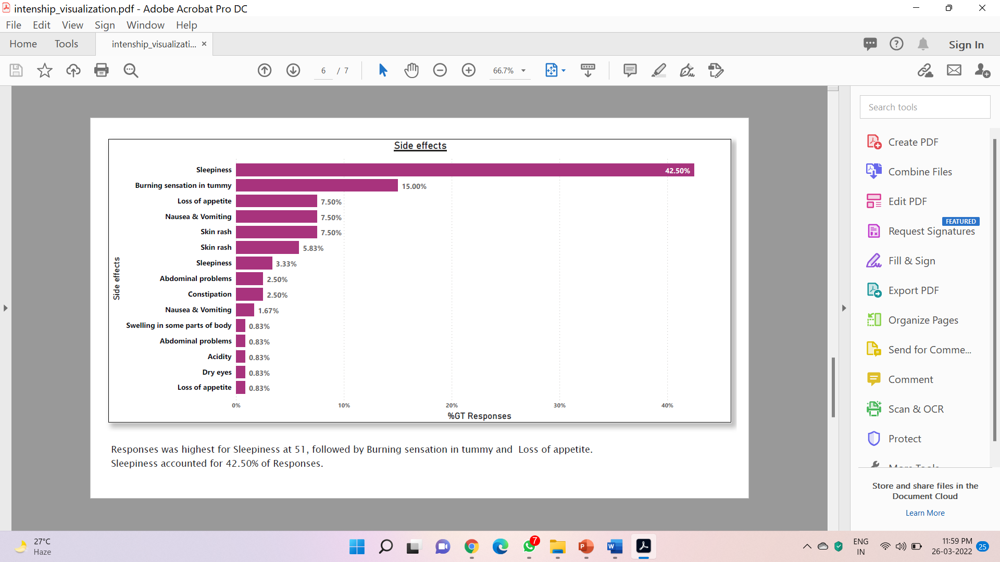 intenship_visualization.pdf - Adobe Acrobat Pro DC
File Edit View Sign Window Help
Home Tools intenship_visualizati... × Sign In
6 / 7 66.7%
Side effects
Side effects
Sleepiness 42.50%
Burning sensation in tummy 15.00%
Loss of appetite 7.50%
Nausea & Vomiting 7.50%
Skin rash 7.50%
Skin rash 5.83%
Sleepiness 3.33%
Abdominal problems 2.50%
Constipation 2.50%
Nausea & Vomiting 1.67%
Swelling in some parts of body 0.83%
Abdominal problems 0.83%
Acidity 0.83%
Dry eyes 0.83%
Loss of appetite 0.83%
0% 10% 20% 30% 40%
%GT Responses
Responses was highest for Sleepiness at 51, followed by Burning sensation in tummy and Loss of appetite.
Sleepiness accounted for 42.50% of Responses.
Search tools
Create PDF
Combine Files
Edit PDF
FEATURED
Request Signatures
Fill & Sign
Export PDF
Organize Pages
Send for Comme...
Comment
Scan & OCR
Protect
More Tools
Store and share files in the
Document Cloud
Learn More
27°C
Haze
7
ENG
IN
11:59 PM
26-03-2022
25